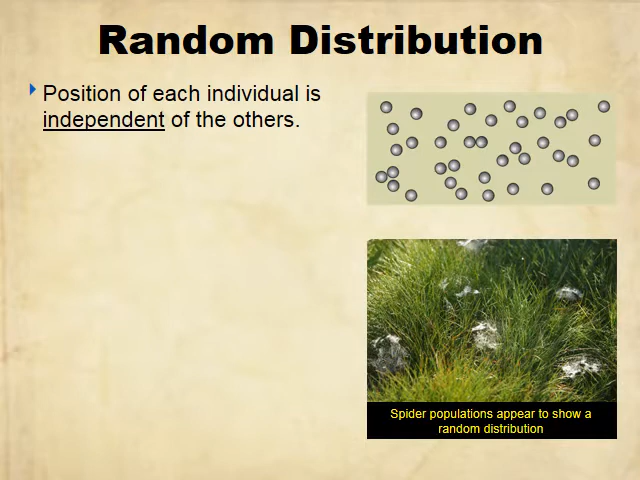 Random Distribution
Position of each individual is
independent of the others.
Spider populations appear to show a
random distribution